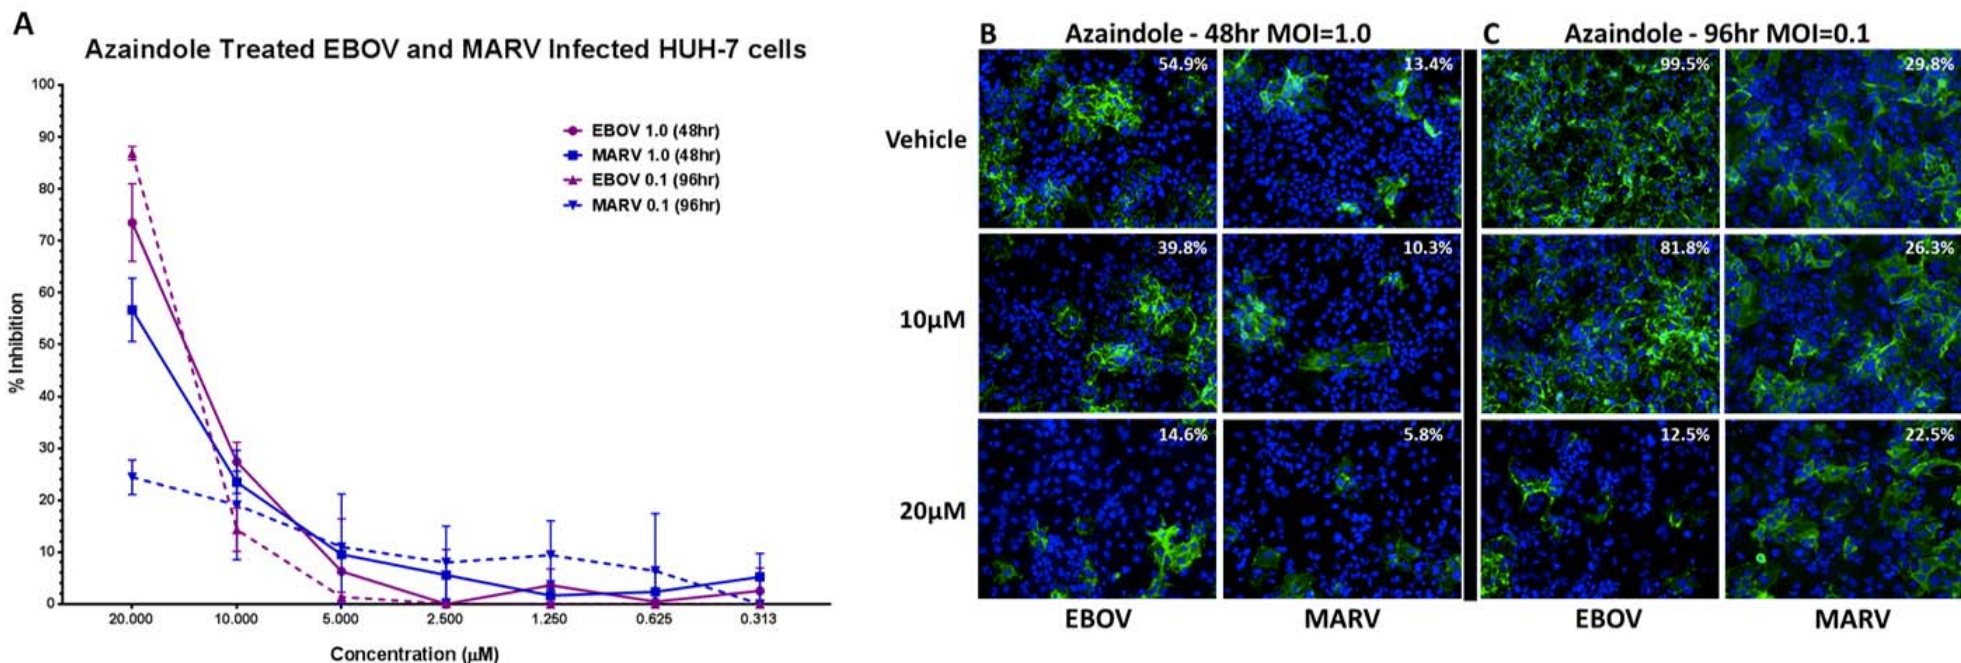 A
Azaindole Treated EBOV and MARV Infected HUH-7 cells
100
90
80
70
60
50
40
30
20
10
0
% Inhibition
EBOV 1.0 (48hr)
MARV 1.0 (48hr)
EBOV 0.1 (96hr)
MARV 0.1 (96hr)
20.000 10.000 5.000 2.500 1.250 0.625 0.313
Concentration (µM)
B Azaindole - 48hr MOI=1.0
C Azaindole - 96hr MOI=0.1
Vehicle 54.9% 13.4% 99.5% 29.8%
10µM 39.8% 10.3% 81.8% 26.3%
20µM 14.6% 5.8% 12.5% 22.5%
EBOV MARV EBOV MARV